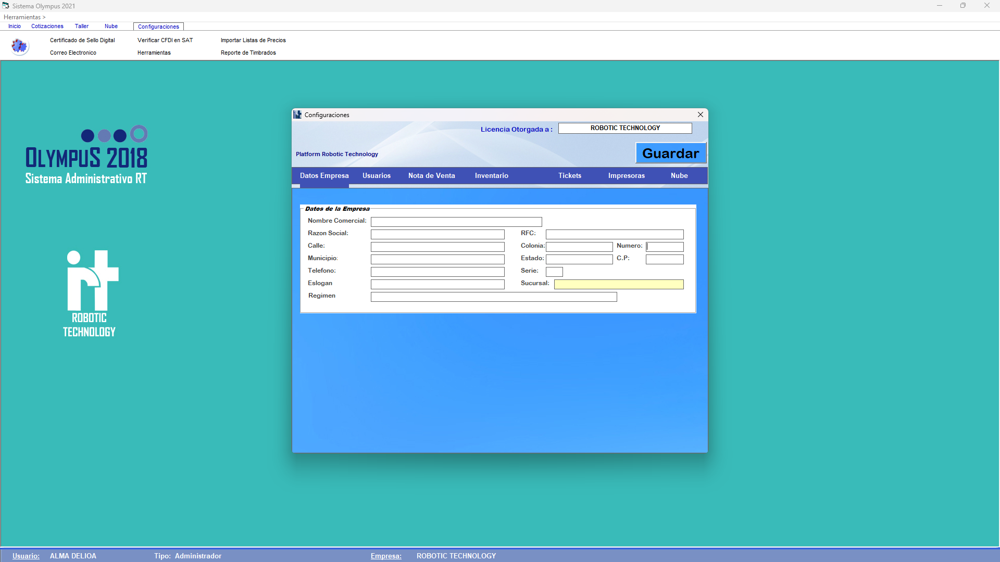 Sistema Olympus 2021
Herramientas >
Inicio Cotizaciones Taller Nube Configuraciones
Certificado de Sello Digital Verificar CFDI en SAT Importar Listas de Precios
Correo Electronico Herramientas Reporte de Timbrados
OLYMPUS 2018
Sistema Administrativo RT
ROBOTIC
TECHNOLOGY
Configuraciones
Licencia Otorgada a : ROBOTIC TECHNOLOGY
Platform Robotic Technology
Guardar
Datos Empresa Usuarios Nota de Venta Inventario Tickets Impresoras Nube
Datos de la Empresa
Nombre Comercial:
Razon Social: RFC:
Calle: Colonia: Numero:
Municipio: Estado: C.P:
Telefono: Serie:
Eslogan Sucursal:
Regimen
Usuario: ALMA DELIOA Tipo: Administrador Empresa: ROBOTIC TECHNOLOGY